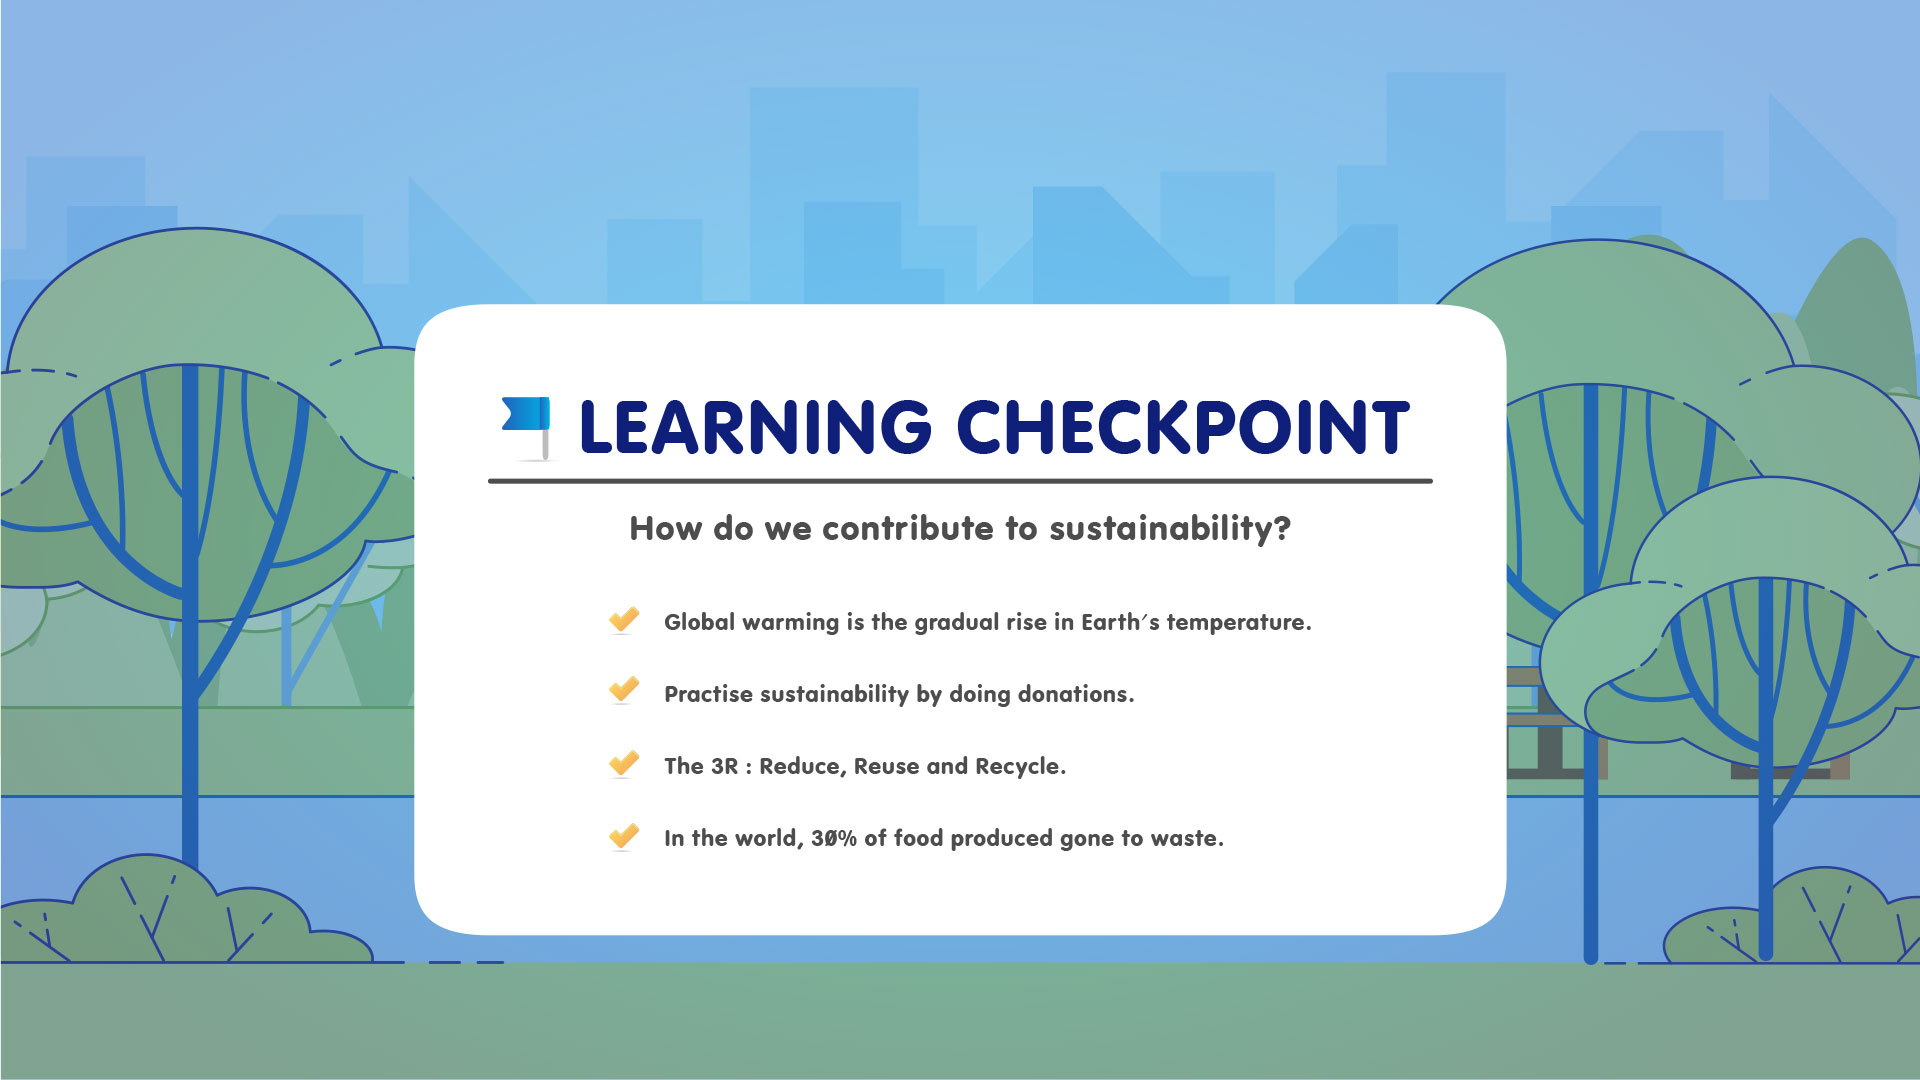 LEARNING CHECKPOINT
How do we contribute to sustainability?
Global warming is the gradual rise in Earth's temperature.
Practise sustainability by doing donations.
The 3R : Reduce, Reuse and Recycle.
In the world, 30% of food produced gone to waste.